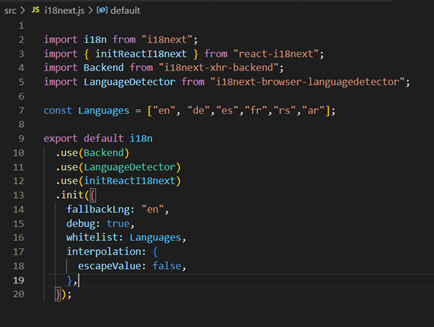 src > JS i18next.js > [@] default
1
2 import i18n from "i18next";
3 import { initReactI18next } from "react-i18next";
4 import Backend from "i18next-xhr-backend";
5 import LanguageDetector from "i18next-browser-languagedetector";
6
7 const Languages = ["en", "de","es","fr","rs","ar"];
8
9 export default i18n
10 .use(Backend)
11 .use(LanguageDetector)
12 .use(initReactI18next)
13 .init({
14 fallbackLng: "en",
15 debug: true,
16 whitelist: Languages,
17 interpolation: {
18 escapeValue: false,
19 },
20 });